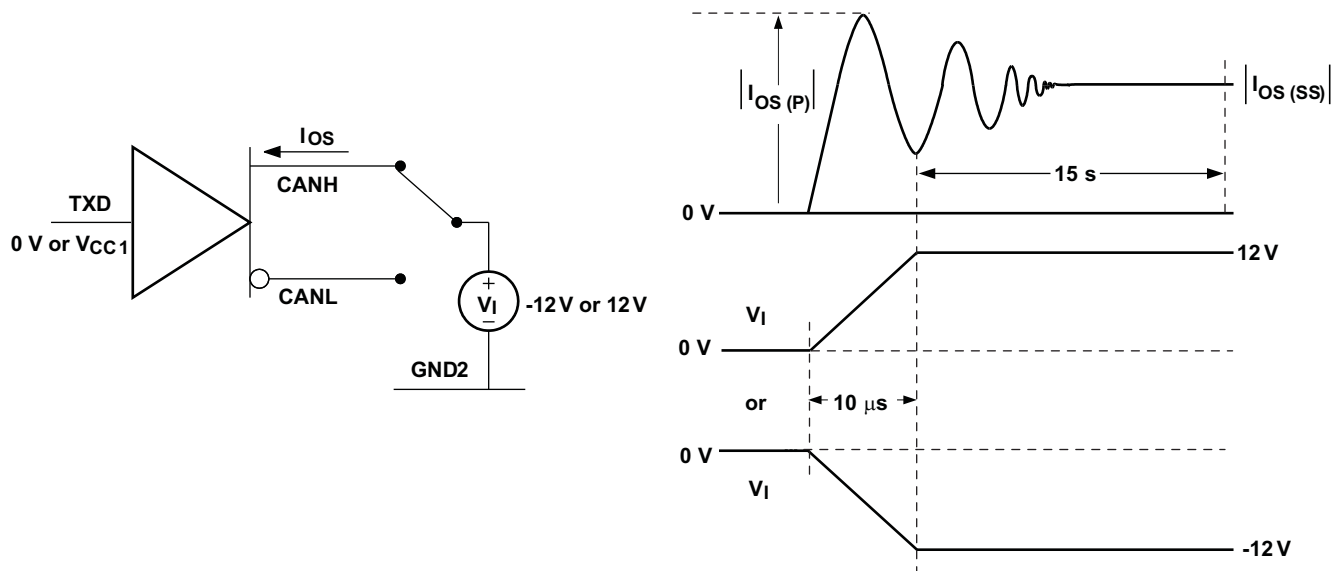 IOS
CANH
TXD
0 V or VCC1
CANL
+
VI
−
-12 V or 12 V
GND2
|IOS (P)|
|IOS (SS)|
15 s
0 V
12 V
VI
0 V
or
10 μs
0 V
VI
-12 V